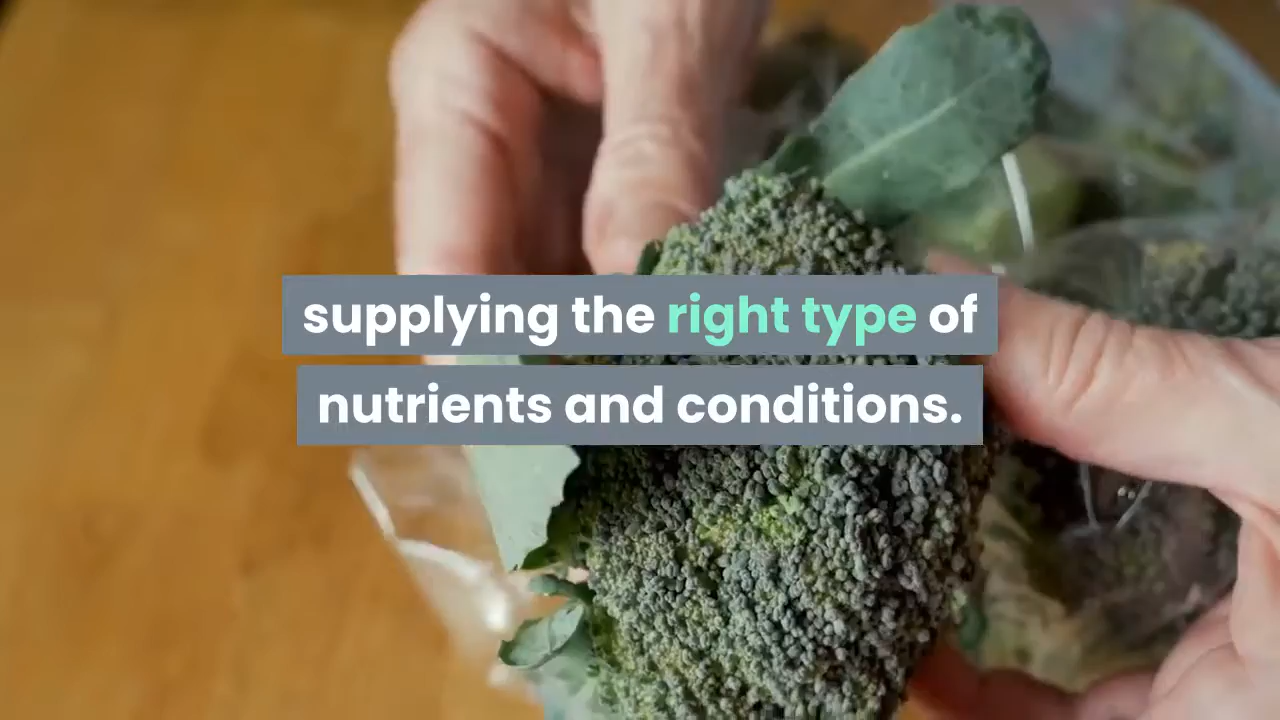 supplying the right type of
nutrients and conditions.